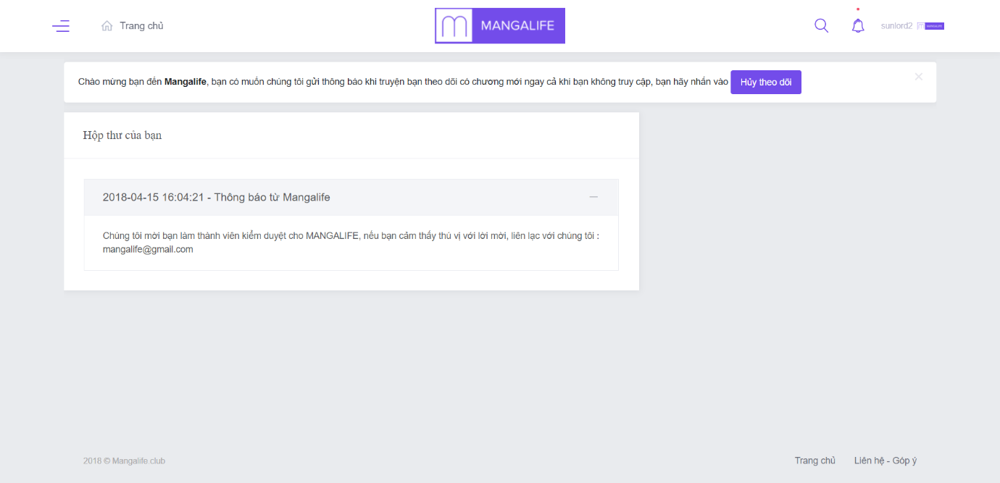 Trang chủ
MANGALIFE
sunlord2
MANGALIFE
Chào mừng bạn đến Mangalife, bạn có muốn chúng tôi gửi thông báo khi truyện bạn theo dõi có chương mới ngay cả khi bạn không truy cập, bạn hãy nhấn vào Hủy theo dõi
Hộp thư của bạn
2018-04-15 16:04:21 - Thông báo từ Mangalife
Chúng tôi mời bạn làm thành viên kiểm duyệt cho MANGALIFE, nếu bạn cảm thấy thú vị với lời mời, liên lạc với chúng tôi :
mangalife@gmail.com
2018 © Mangalife.club
Trang chủ
Liên hệ - Góp ý